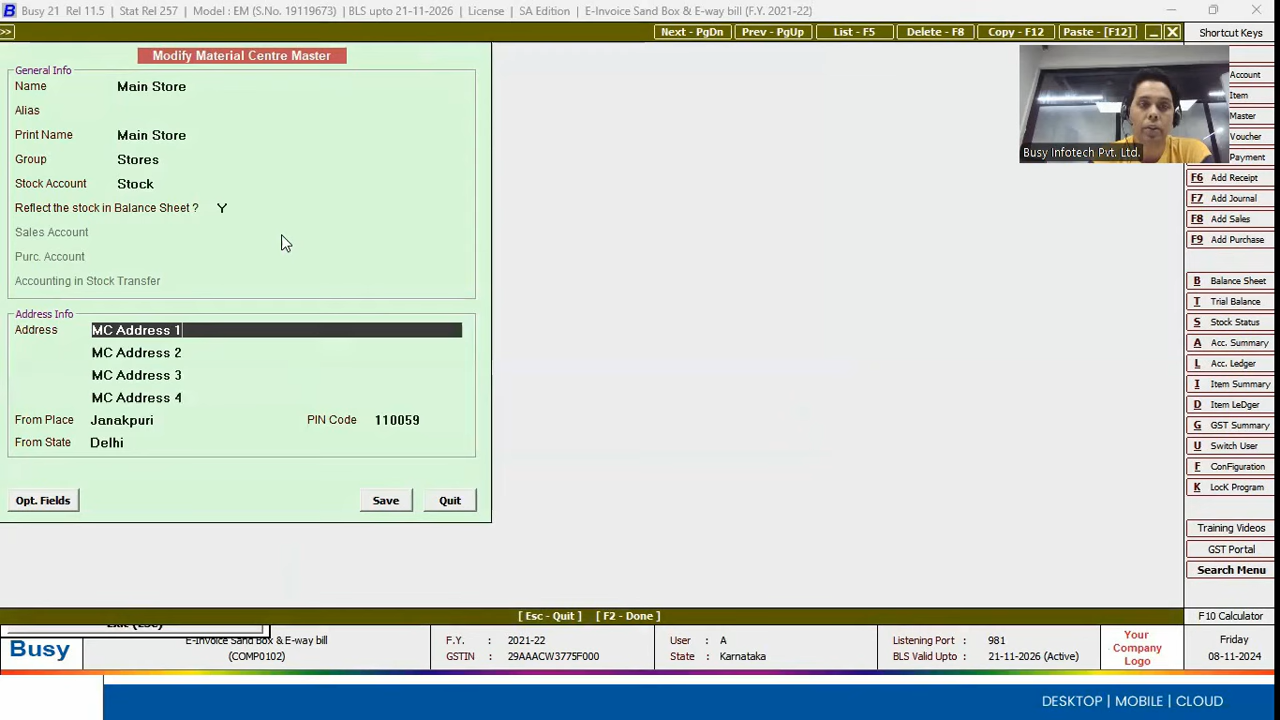 Busy 21 | Rel 11.5 | Stat Rel 257 | Model : EM (S.No. 19119673) | BLS upto 21-11-2026 | License | SA Edition | E-Invoice Sand Box & E-way bill (F.Y. 2021-22)
>> Next - PgDn Prev - PgUp List - F5 Delete - F8 Copy - F12 Paste - [F12] Shortcut Keys
Modify Material Centre Master
General Info
Name Main Store
Alias
Print Name Main Store
Group Stores
Stock Account Stock
Reflect the stock in Balance Sheet ? Y
Sales Account
Purc. Account
Accounting in Stock Transfer
Address Info
Address MC Address 1
MC Address 2
MC Address 3
MC Address 4
From Place Janakpuri PIN Code 110059
From State Delhi
Opt. Fields Save Quit
Busy Infotech Pvt. Ltd.
Account
Item
Master
Voucher
Payment
F6 Add Receipt
F7 Add Journal
F8 Add Sales
F9 Add Purchase
B Balance Sheet
T Trial Balance
S Stock Status
A Acc. Summary
L Acc. Ledger
I Item Summary
D Item LeDger
G GST Summary
U Switch User
F ConFiguration
K LocK Program
Training Videos
GST Portal
Search Menu
[ Esc - Quit ] [ F2 - Done ] F10 Calculator
Exit (Esc)
Busy
E-Invoice Sand Box & E-way bill
(COMP0102)
F.Y. : 2021-22
GSTIN : 29AAACW3775F000
User : A
State : Karnataka
Listening Port : 981
BLS Valid Upto : 21-11-2026 (Active)
Your
Company
Logo
Friday
08-11-2024
DESKTOP | MOBILE | CLOUD